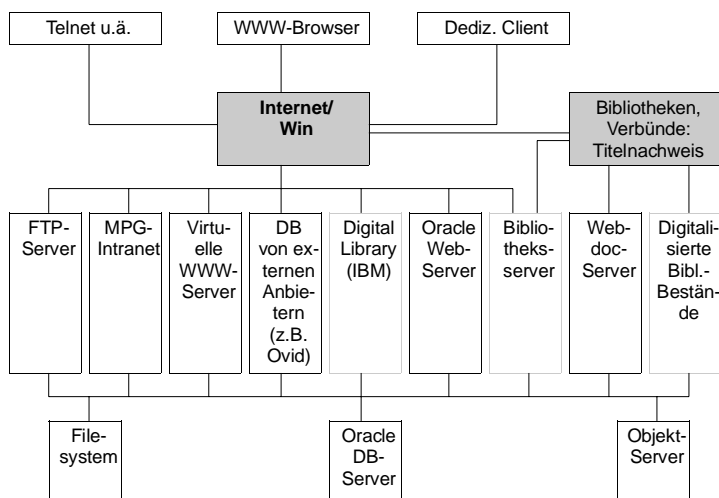 Telnet u.ä.
WWW-Browser
Dediz. Client
Internet/
Win
Bibliotheken,
Verbünde:
Titelnachweis
FTP-
Server
MPG-
Intranet
Virtu-
elle
WWW-
Server
DB
von ex-
ternen
Anbie-
tern
(z.B.
Ovid)
Digital
Library
(IBM)
Oracle
Web-
Server
Biblio-
theks-
server
Web-
doc-
Server
Digitali-
sierte
Bibl.-
Bestän-
de
File-
system
Oracle
DB-
Server
Objekt-
Server